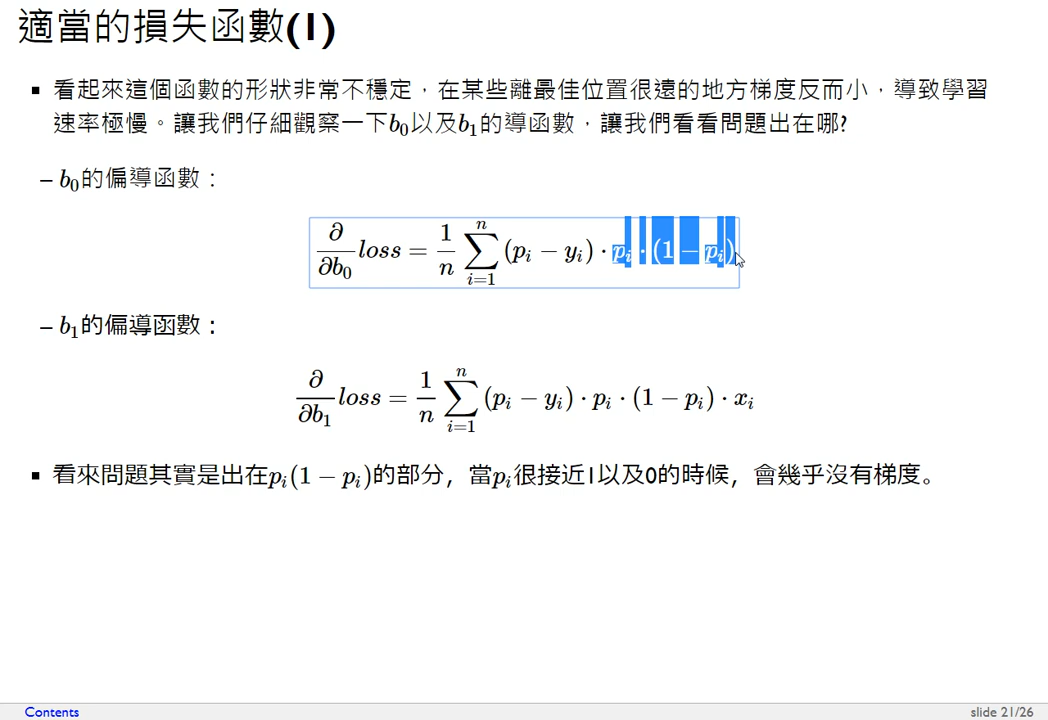 適當的損失函數(1)
▪ 看起來這個函數的形狀非常不穩定，在某些離最佳位置很遠的地方梯度反而小，導致學習
速率極慢。讓我們仔細觀察一下b₀以及b₁的導函數，讓我們看看問題出在哪?
– b₀的偏導函數：
∂/∂b₀ loss = 1/n ∑ⁿᵢ₌₁ (pᵢ − yᵢ) · pᵢ · (1 − pᵢ)
– b₁的偏導函數：
∂/∂b₁ loss = 1/n ∑ⁿᵢ₌₁ (pᵢ − yᵢ) · pᵢ · (1 − pᵢ) · xᵢ
▪ 看來問題其實是出在pᵢ(1 − pᵢ)的部分，當pᵢ很接近1以及0的時候，會幾乎沒有梯度。
Contents
slide 21/26